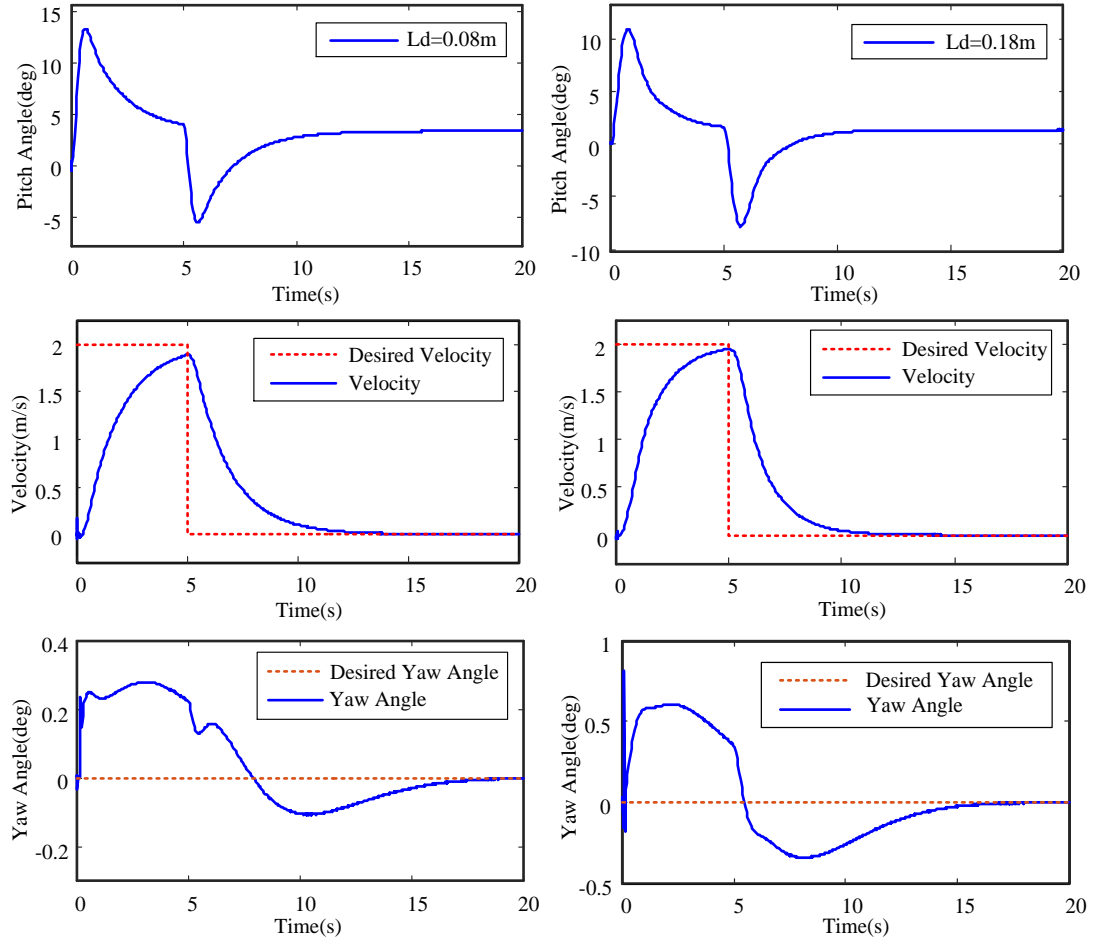 Pitch Angle(deg)
15
10
5
0
-5
Ld=0.08m
0 5 10 15 20
Time(s)
Pitch Angle(deg)
10
5
0
-5
-10
Ld=0.18m
0 5 10 15 20
Time(s)
Velocity(m/s)
2
1.5
1
0.5
0
Desired Velocity
Velocity
0 5 10 15 20
Time(s)
Velocity(m/s)
2
1.5
1
0.5
0
Desired Velocity
Velocity
0 5 10 15 20
Time(s)
Yaw Angle(deg)
0.4
0.2
0
-0.2
Desired Yaw Angle
Yaw Angle
0 5 10 15 20
Time(s)
Yaw Angle(deg)
1
0.5
0
-0.5
Desired Yaw Angle
Yaw Angle
0 5 10 15 20
Time(s)